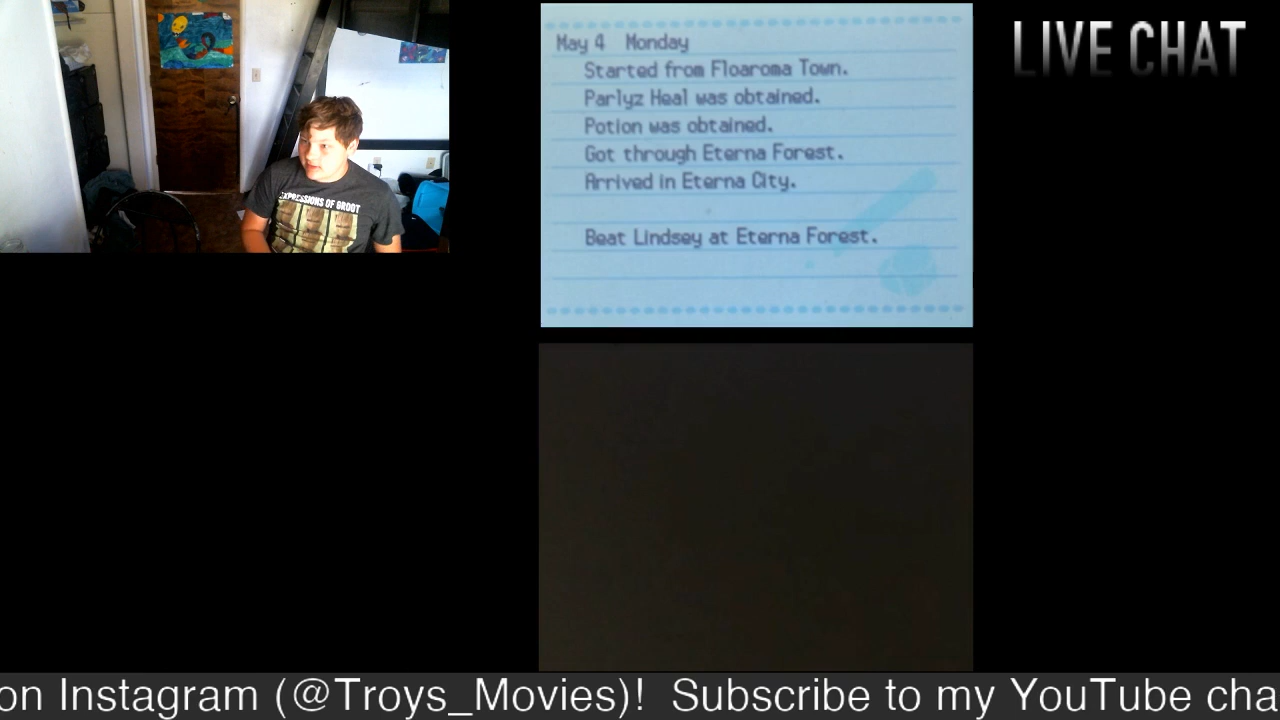 LIVE CHAT
May 4 Monday
Started from Floaroma Town.
Parlyz Heal was obtained.
Potion was obtained.
Got through Eterna Forest.
Arrived in Eterna City.
Beat Lindsey at Eterna Forest.
EXPRESSIONS OF GROOT
on Instagram (@Troys_Movies)! Subscribe to my YouTube cha